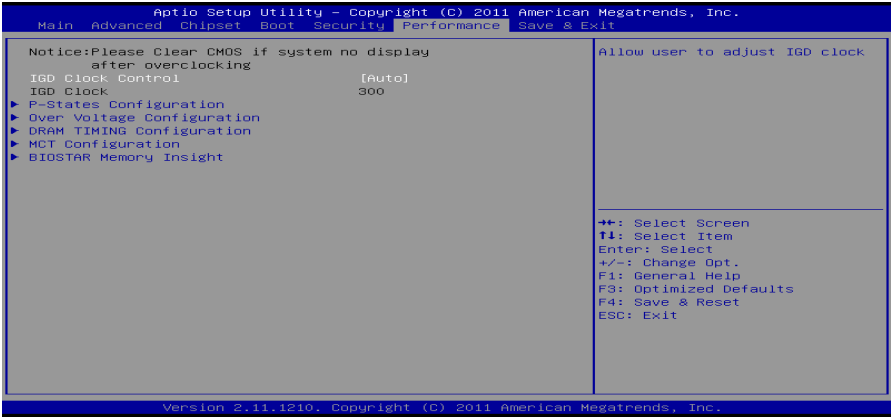 Aptio Setup Utility – Copyright (C) 2011 American Megatrends, Inc.
Main Advanced Chipset Boot Security Performance Save & Exit
Notice:Please Clear CMOS if system no display
after overclocking
IGD Clock Control [Auto]
IGD Clock 300
► P-States Configuration
► Over Voltage Configuration
► DRAM TIMING Configuration
► MCT Configuration
► BIOSTAR Memory Insight
Allow user to adjust IGD clock
→←: Select Screen
↑↓: Select Item
Enter: Select
+/-: Change Opt.
F1: General Help
F3: Optimized Defaults
F4: Save & Reset
ESC: Exit
Version 2.11.1210. Copyright (C) 2011 American Megatrends, Inc.